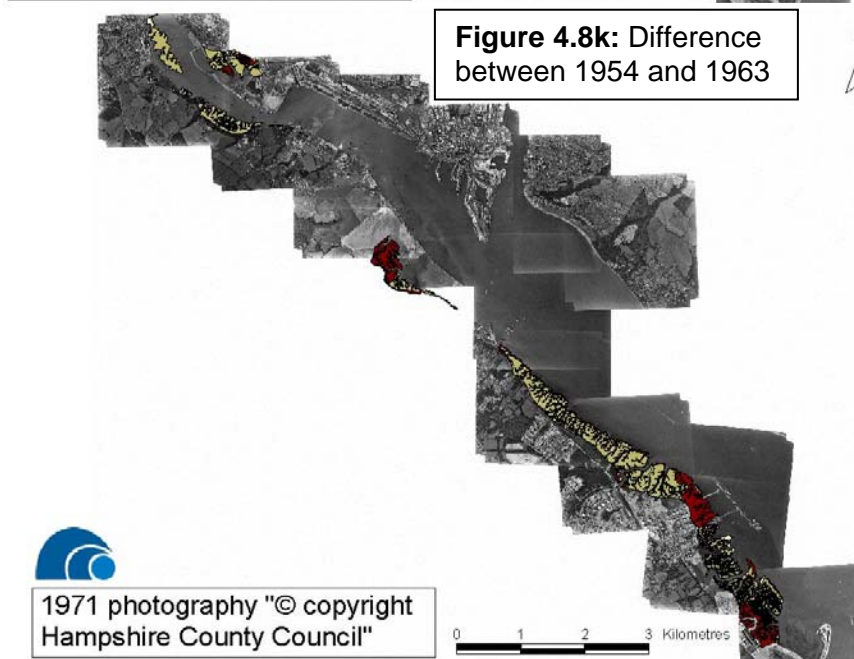 Figure 4.8k: Difference
between 1954 and 1963
1971 photography "© copyright
Hampshire County Council"
0 1 2 3 Kilometres